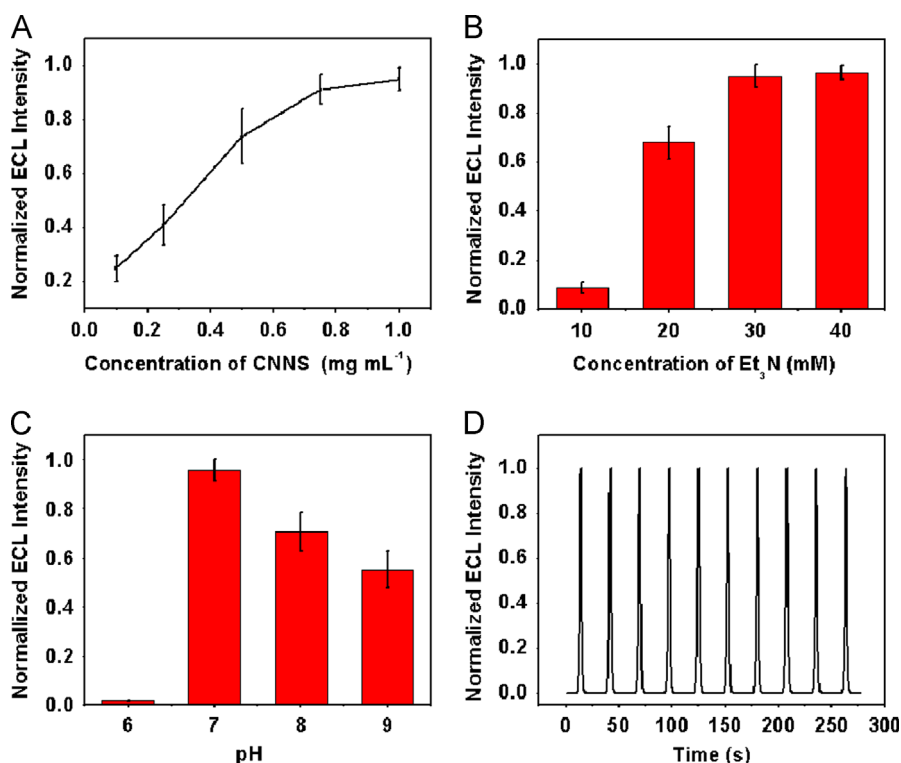 A
Normalized ECL Intensity
1.0
0.8
0.6
0.4
0.2
0.0 0.2 0.4 0.6 0.8 1.0
Concentration of CNNS (mg mL⁻¹)
B
Normalized ECL Intensity
1.0
0.8
0.6
0.4
0.2
0.0
10 20 30 40
Concentration of Et₃N (mM)
C
Normallized ECL Intensity
1.0
0.8
0.6
0.4
0.2
0.0
6 7 8 9
pH
D
Normalized ECL Intensity
1.0
0.8
0.6
0.4
0.2
0.0
0 50 100 150 200 250 300
Time (s)